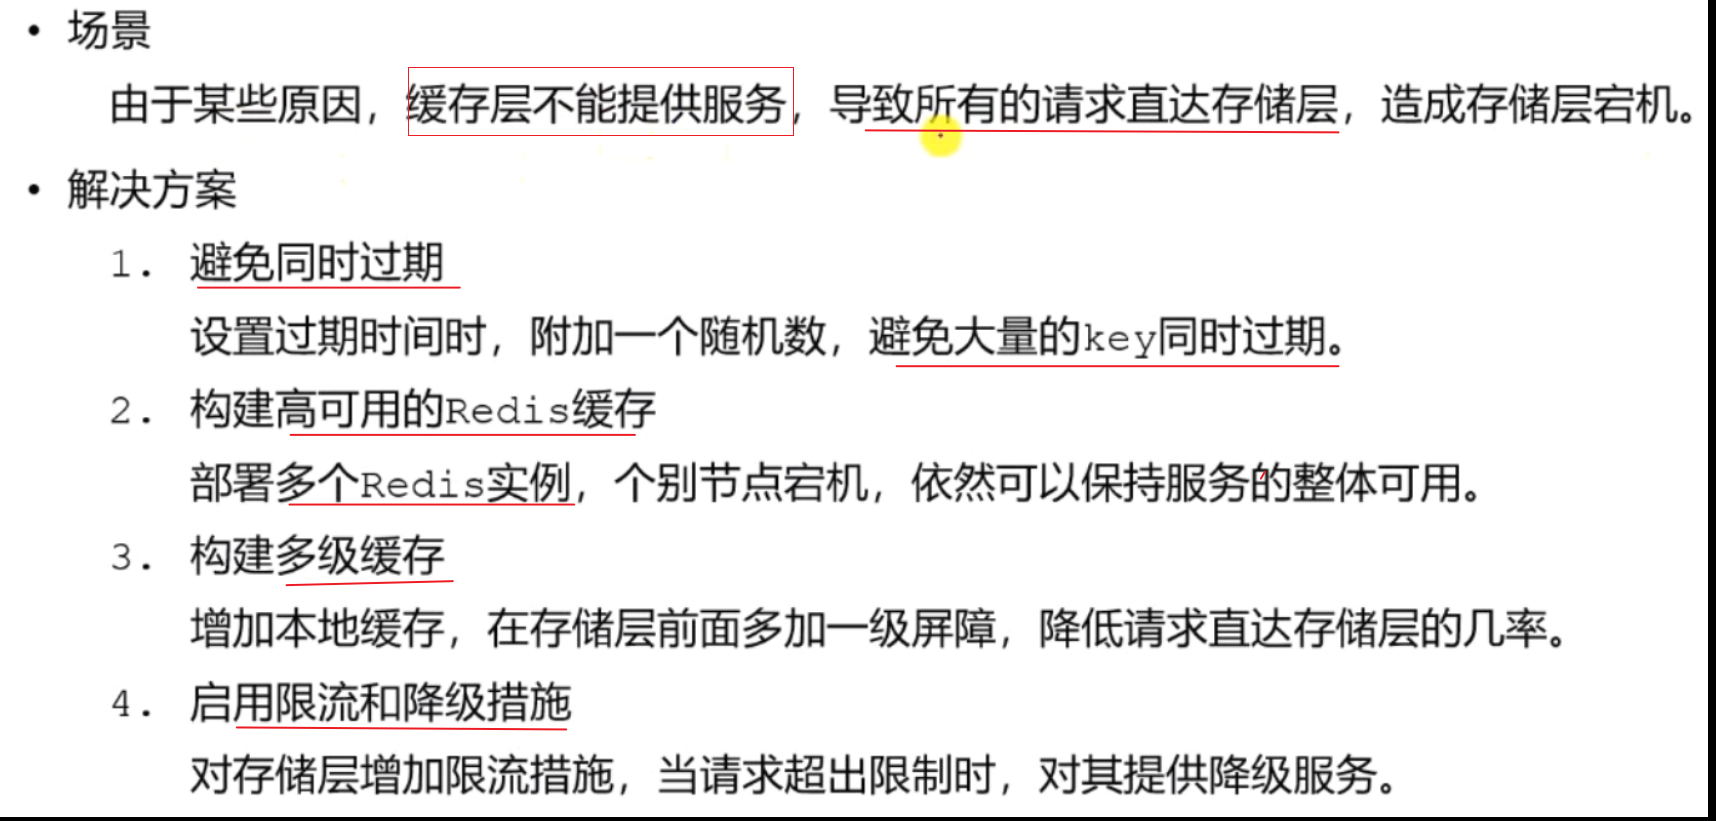 • 场景
由于某些原因，缓存层不能提供服务，导致所有的请求直达存储层，造成存储层宕机。
• 解决方案
1. 避免同时过期
设置过期时间时，附加一个随机数，避免大量的key同时过期。
2. 构建高可用的Redis缓存
部署多个Redis实例，个别节点宕机，依然可以保持服务的整体可用。
3. 构建多级缓存
增加本地缓存，在存储层前面多加一级屏障，降低请求直达存储层的几率。
4. 启用限流和降级措施
对存储层增加限流措施，当请求超出限制时，对其提供降级服务。